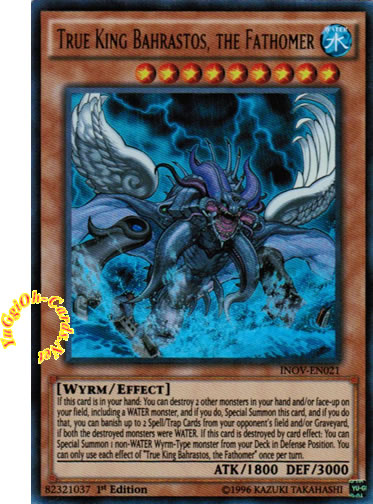 TRUE KING BAHRASTOS, THE FATHOMER
水
YuGiOh-Cards.Net
INOV-EN021
[WYRM/EFFECT]
If this card is in your hand: You can destroy 2 other monsters in your hand and/or face-up on
your field, including a WATER monster, and if you do, Special Summon this card, and if you do
that, you can banish up to 2 Spell/Trap Cards from your opponent's field and/or Graveyard,
if both the destroyed monsters were WATER. If this card is destroyed by card effect: You can
Special Summon 1 non-WATER Wyrm-Type monster from your Deck in Defense Position. You can
only use each effect of "True King Bahrastos, the Fathomer" once per turn.
ATK/1800 DEF/3000
82321037 1st Edition ©1996 KAZUKI TAKAHASHI